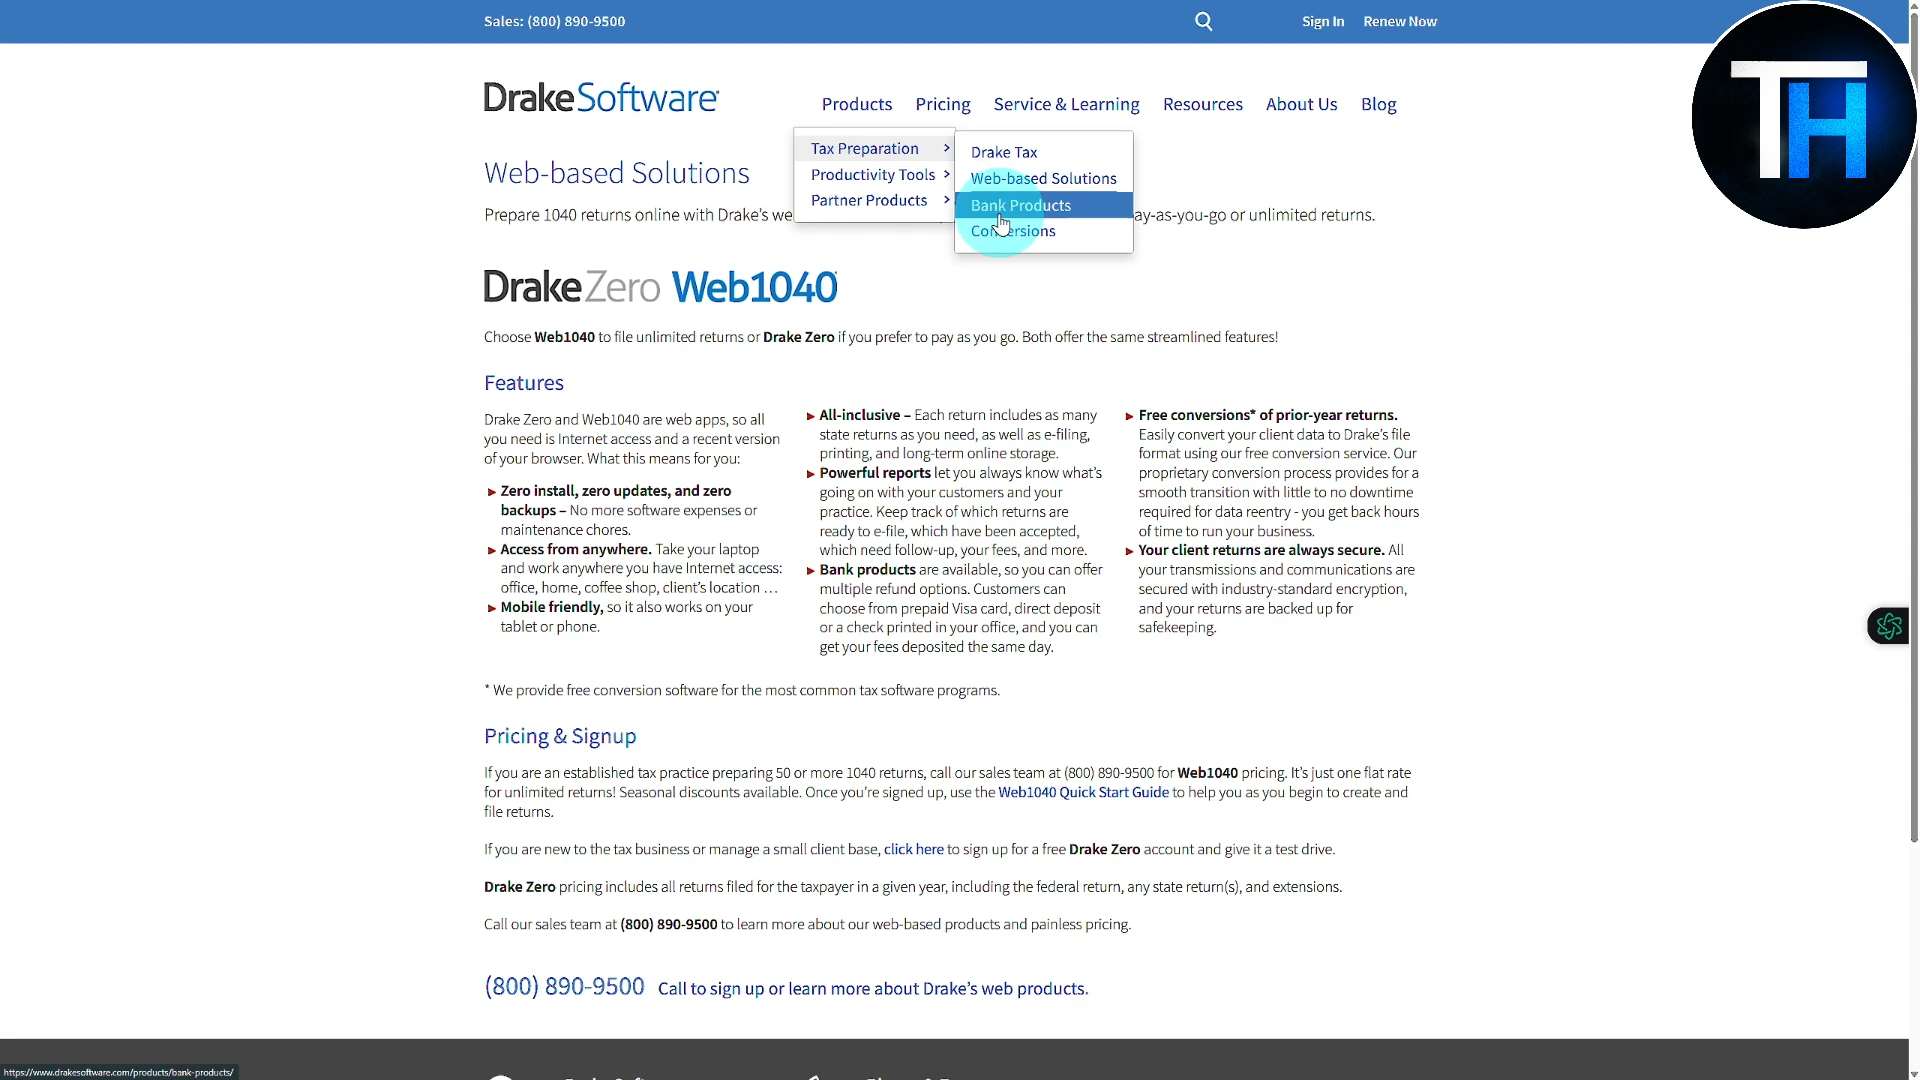 Sales: (800) 890-9500
Sign In Renew Now
TH
DrakeSoftware
Products Pricing Service & Learning Resources About Us Blog
Tax Preparation
Productivity Tools
Partner Products
Drake Tax
Web-based Solutions
Bank Products
Conversions
Web-based Solutions
Prepare 1040 returns online with Drake's we ay-as-you-go or unlimited returns.
DrakeZero Web1040
Choose Web1040 to file unlimited returns or Drake Zero if you prefer to pay as you go. Both offer the same streamlined features!
Features
Drake Zero and Web1040 are web apps, so all
you need is Internet access and a recent version
of your browser. What this means for you:
Zero install, zero updates, and zero
backups – No more software expenses or
maintenance chores.
Access from anywhere. Take your laptop
and work anywhere you have Internet access:
office, home, coffee shop, client's location …
Mobile friendly, so it also works on your
tablet or phone.
All-inclusive – Each return includes as many
state returns as you need, as well as e-filing,
printing, and long-term online storage.
Powerful reports let you always know what's
going on with your customers and your
practice. Keep track of which returns are
ready to e-file, which have been accepted,
which need follow-up, your fees, and more.
Bank products are available, so you can offer
multiple refund options. Customers can
choose from prepaid Visa card, direct deposit
or a check printed in your office, and you can
get your fees deposited the same day.
Free conversions* of prior-year returns.
Easily convert your client data to Drake's file
format using our free conversion service. Our
proprietary conversion process provides for a
smooth transition with little to no downtime
required for data reentry - you get back hours
of time to run your business.
Your client returns are always secure. All
your transmissions and communications are
secured with industry-standard encryption,
and your returns are backed up for
safekeeping.
* We provide free conversion software for the most common tax software programs.
Pricing & Signup
If you are an established tax practice preparing 50 or more 1040 returns, call our sales team at (800) 890-9500 for Web1040 pricing. It's just one flat rate
for unlimited returns! Seasonal discounts available. Once you're signed up, use the Web1040 Quick Start Guide to help you as you begin to create and
file returns.
If you are new to the tax business or manage a small client base, click here to sign up for a free Drake Zero account and give it a test drive.
Drake Zero pricing includes all returns filed for the taxpayer in a given year, including the federal return, any state return(s), and extensions.
Call our sales team at (800) 890-9500 to learn more about our web-based products and painless pricing.
(800) 890-9500 Call to sign up or learn more about Drake's web products.
https://www.drakesoftware.com/products/bank-products/